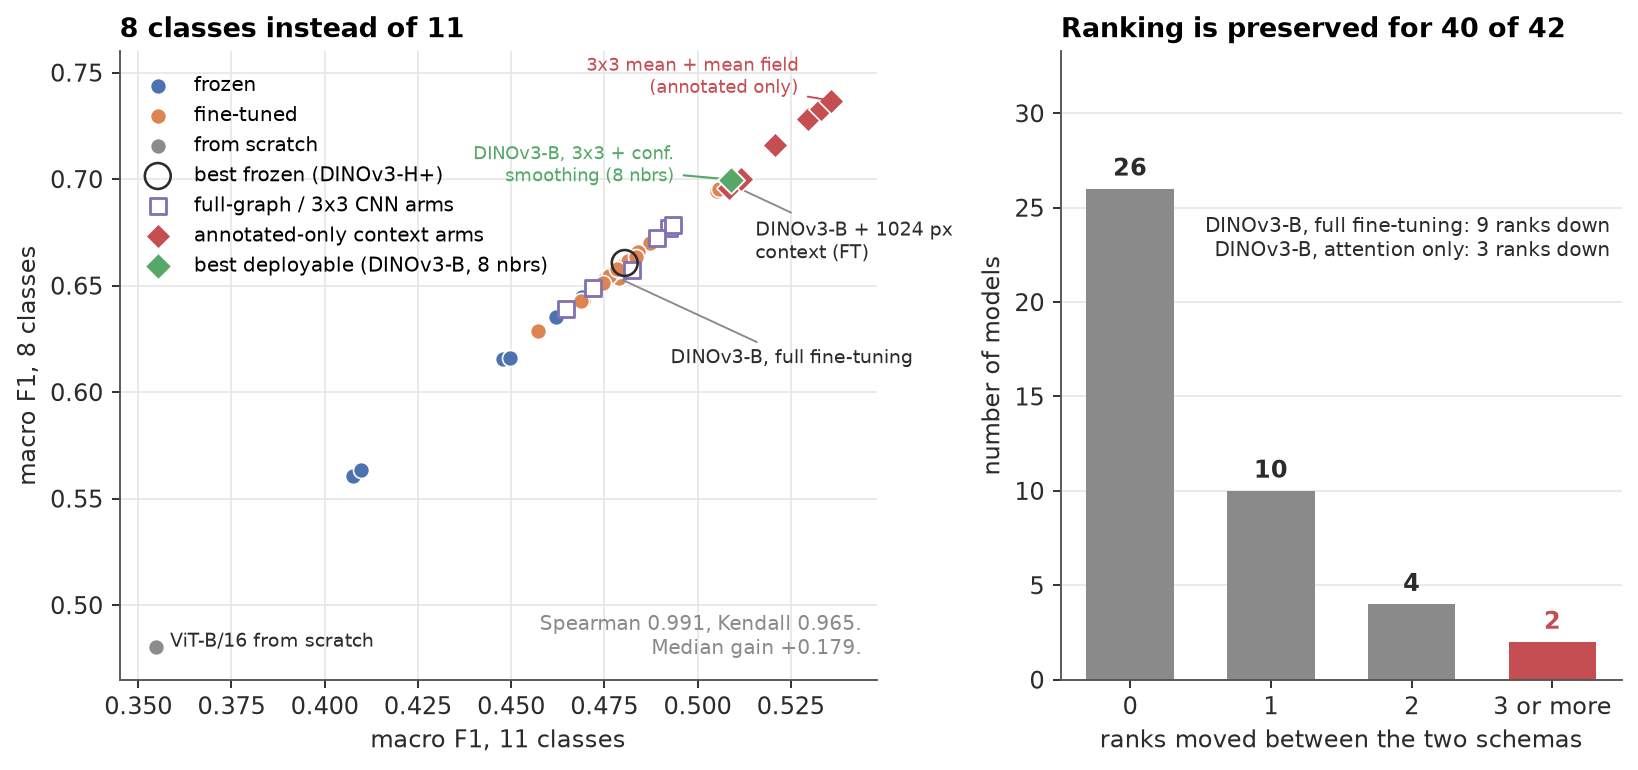 8 classes instead of 11
0.75
0.70
0.65
0.60
0.55
0.50
macro F1, 8 classes
frozen
fine-tuned
from scratch
best frozen (DINOv3-H+)
full-graph / 3x3 CNN arms
annotated-only context arms
best deployable (DINOv3-B, 8 nbrs)
3x3 mean + mean field
(annotated only)
DINOv3-B, 3x3 + conf.
smoothing (8 nbrs)
DINOv3-B + 1024 px
context (FT)
DINOv3-B, full fine-tuning
ViT-B/16 from scratch
Spearman 0.991, Kendall 0.965.
Median gain +0.179.
0.350 0.375 0.400 0.425 0.450 0.475 0.500 0.525
macro F1, 11 classes
Ranking is preserved for 40 of 42
30
25
20
15
10
5
0
number of models
26
10
4
2
DINOv3-B, full fine-tuning: 9 ranks down
DINOv3-B, attention only: 3 ranks down
0 1 2 3 or more
ranks moved between the two schemas